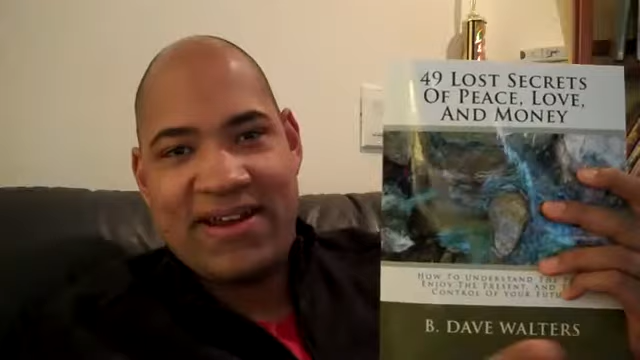 49 LOST SECRETS
OF PEACE, LOVE,
AND MONEY
HOW TO UNDERSTAND THE
ENJOY THE PRESENT, AND
CONTROL OF YOUR
B. DAVE WALTERS